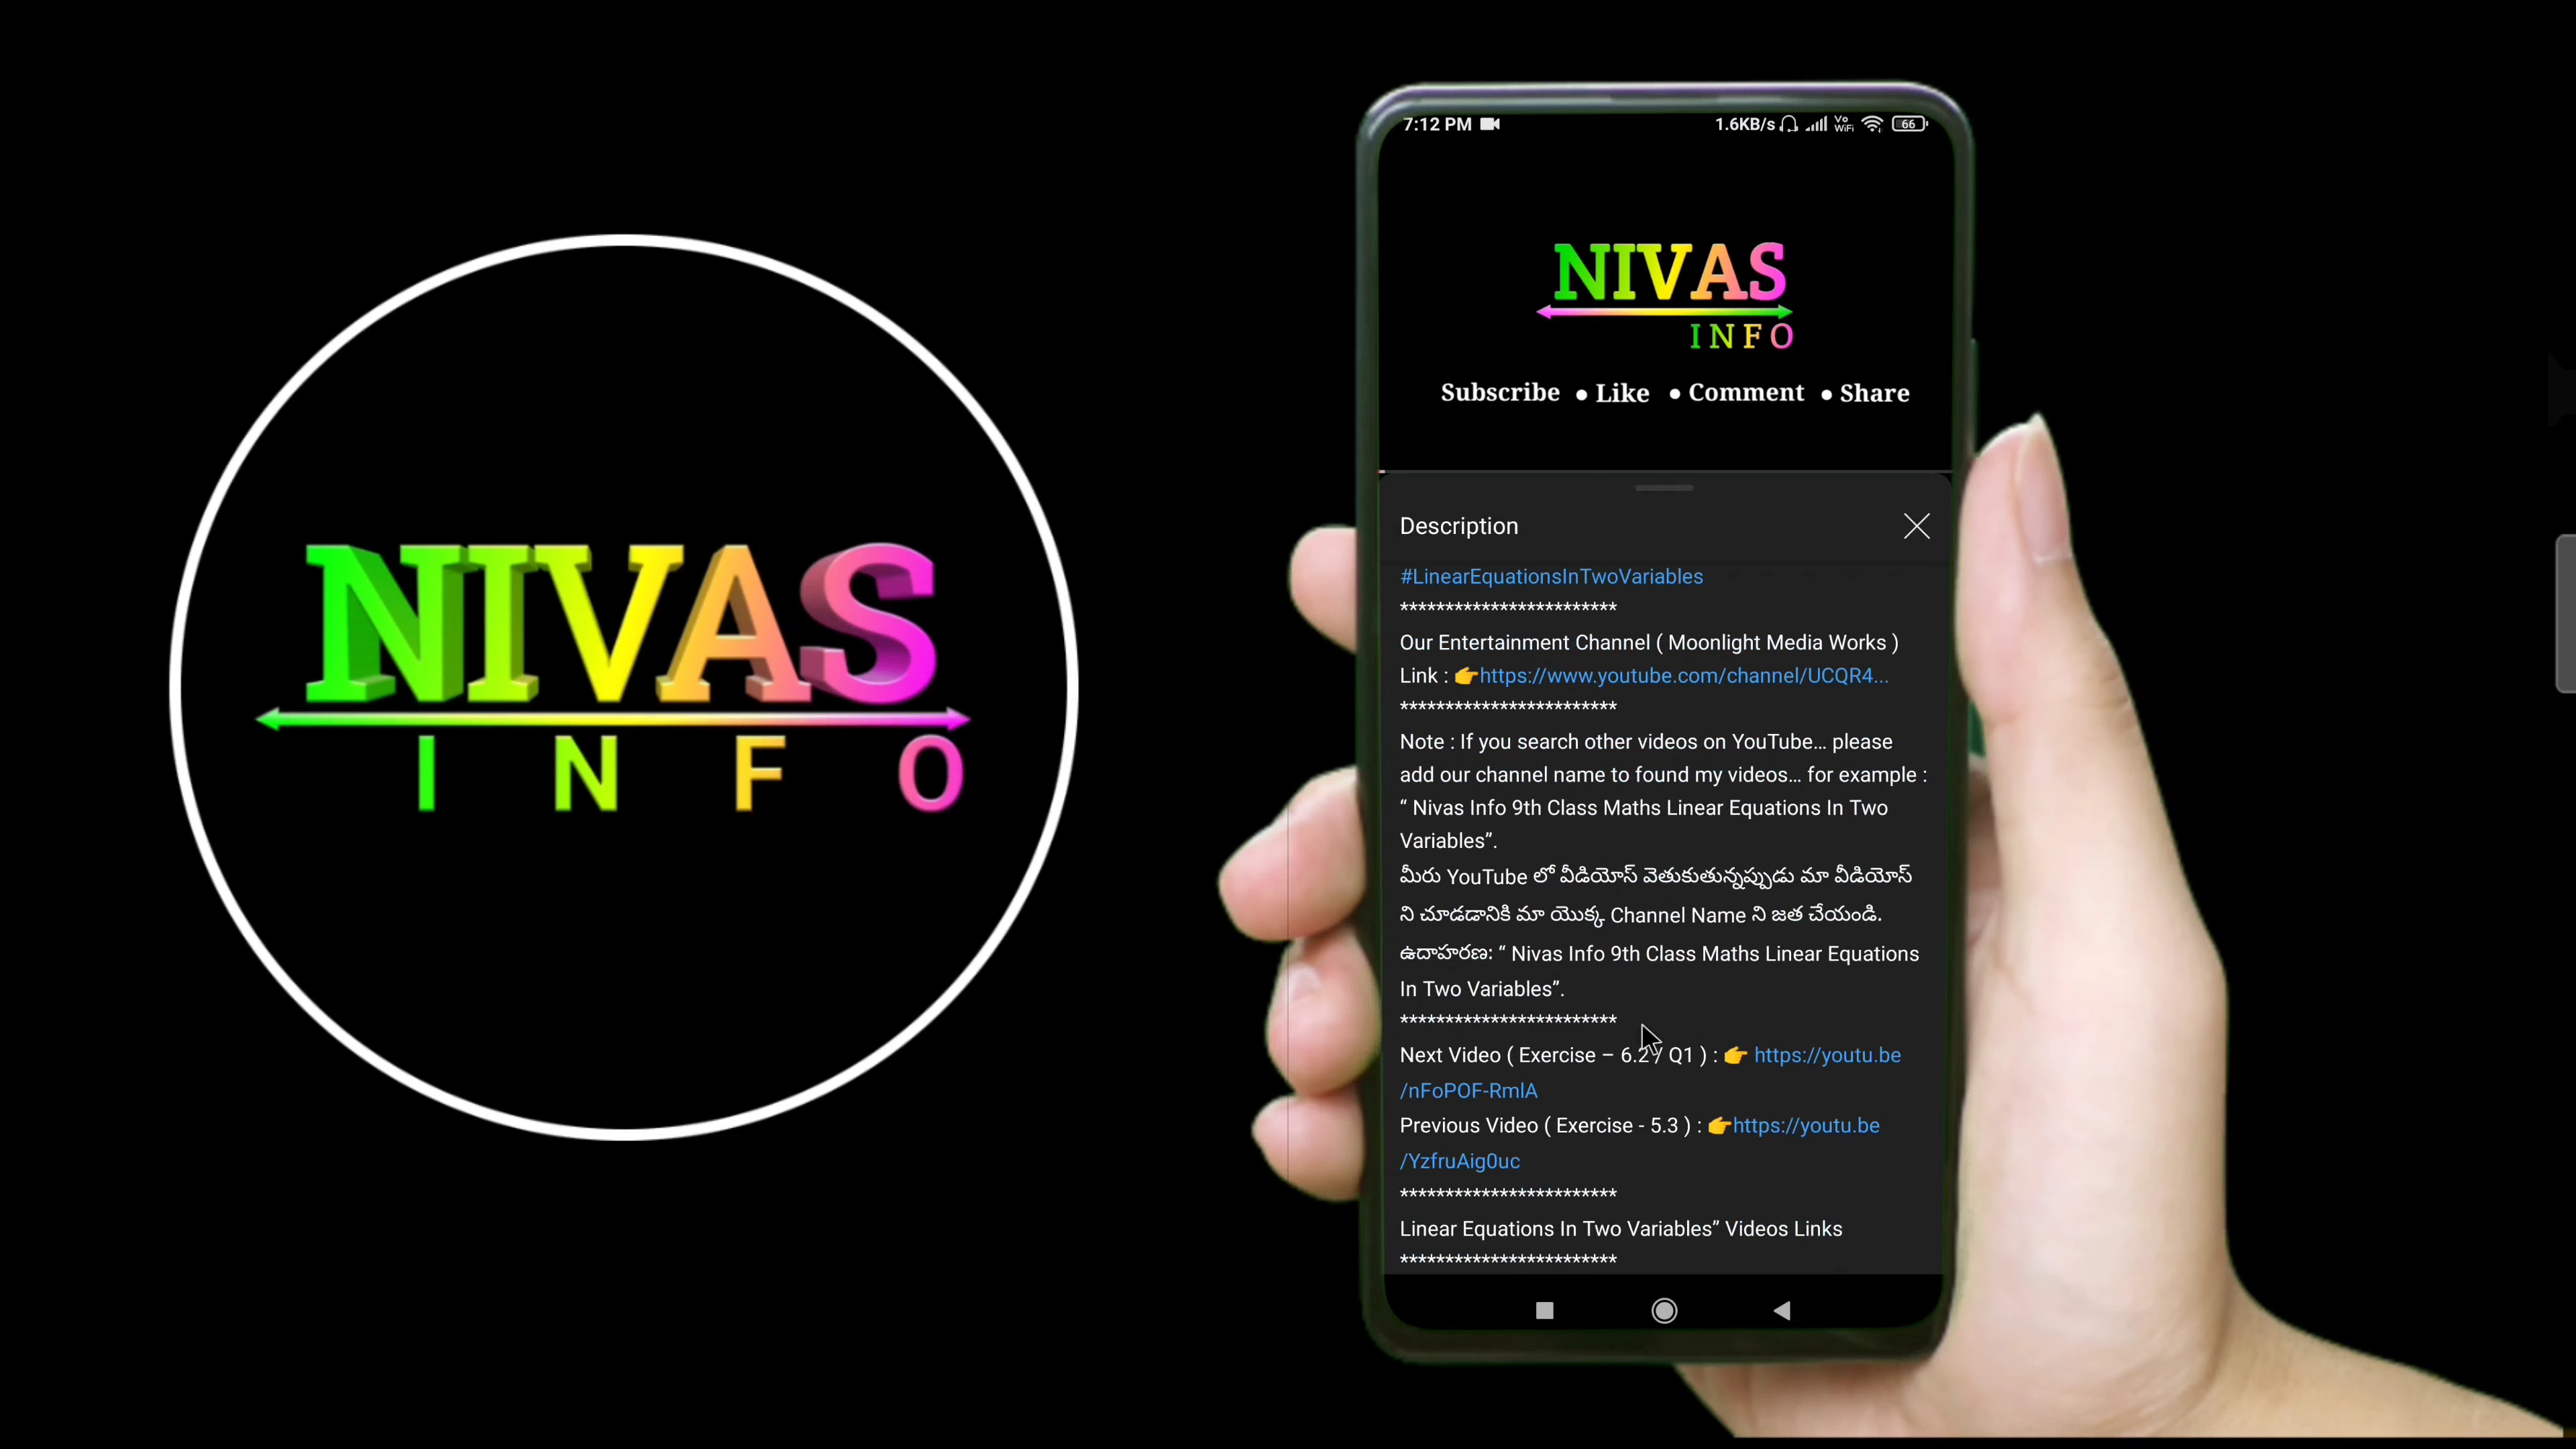 NIVAS
INFO
7:12 PM
1.6KB/s Vo WiFi 66
NIVAS
INFO
Subscribe • Like • Comment • Share
Description
#LinearEquationsInTwoVariables
************************
Our Entertainment Channel ( Moonlight Media Works )
Link : 👉https://www.youtube.com/channel/UCQR4...
************************
Note : If you search other videos on YouTube... please
add our channel name to found my videos... for example :
“ Nivas Info 9th Class Maths Linear Equations In Two
Variables”.
మీరు YouTube లో వీడియోస్ వెతుకుతున్నప్పుడు మా వీడియోస్
ని చూడడానికి మా యొక్క Channel Name ని జత చేయండి.
ఉదాహరణ: “ Nivas Info 9th Class Maths Linear Equations
In Two Variables”.
************************
Next Video ( Exercise – 6.2 / Q1 ) : 👉 https://youtu.be
/nFoPOF-RmlA
Previous Video ( Exercise - 5.3 ) : 👉https://youtu.be
/YzfruAig0uc
************************
Linear Equations In Two Variables” Videos Links
************************